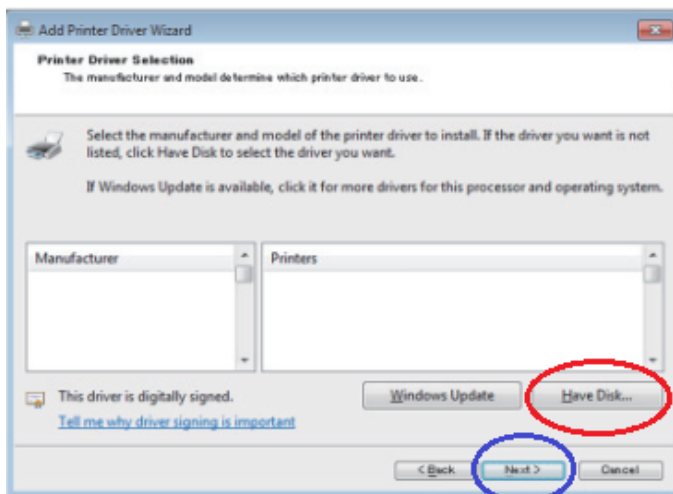 Add Printer Driver Wizard
Printer Driver Selection
The manufacturer and model determine which printer driver to use.
Select the manufacturer and model of the printer driver to install. If the driver you want is not
listed, click Have Disk to select the driver you want.
If Windows Update is available, click it for more drivers for this processor and operating system.
Manufacturer
Printers
This driver is digitally signed.
Windows Update
Have Disk...
Tell me why driver signing is important
< Back
Next >
Cancel